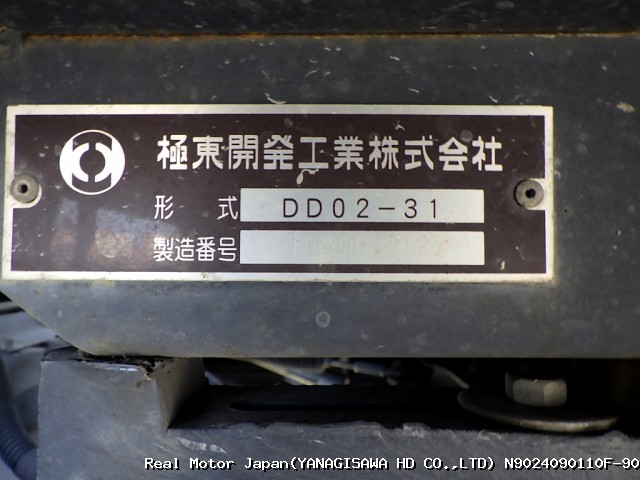 極東開発工業株式会社
形 式 DD02-31
製造番号
Real Motor Japan(YANAGISAWA HD CO.,LTD) N9024090110F-90